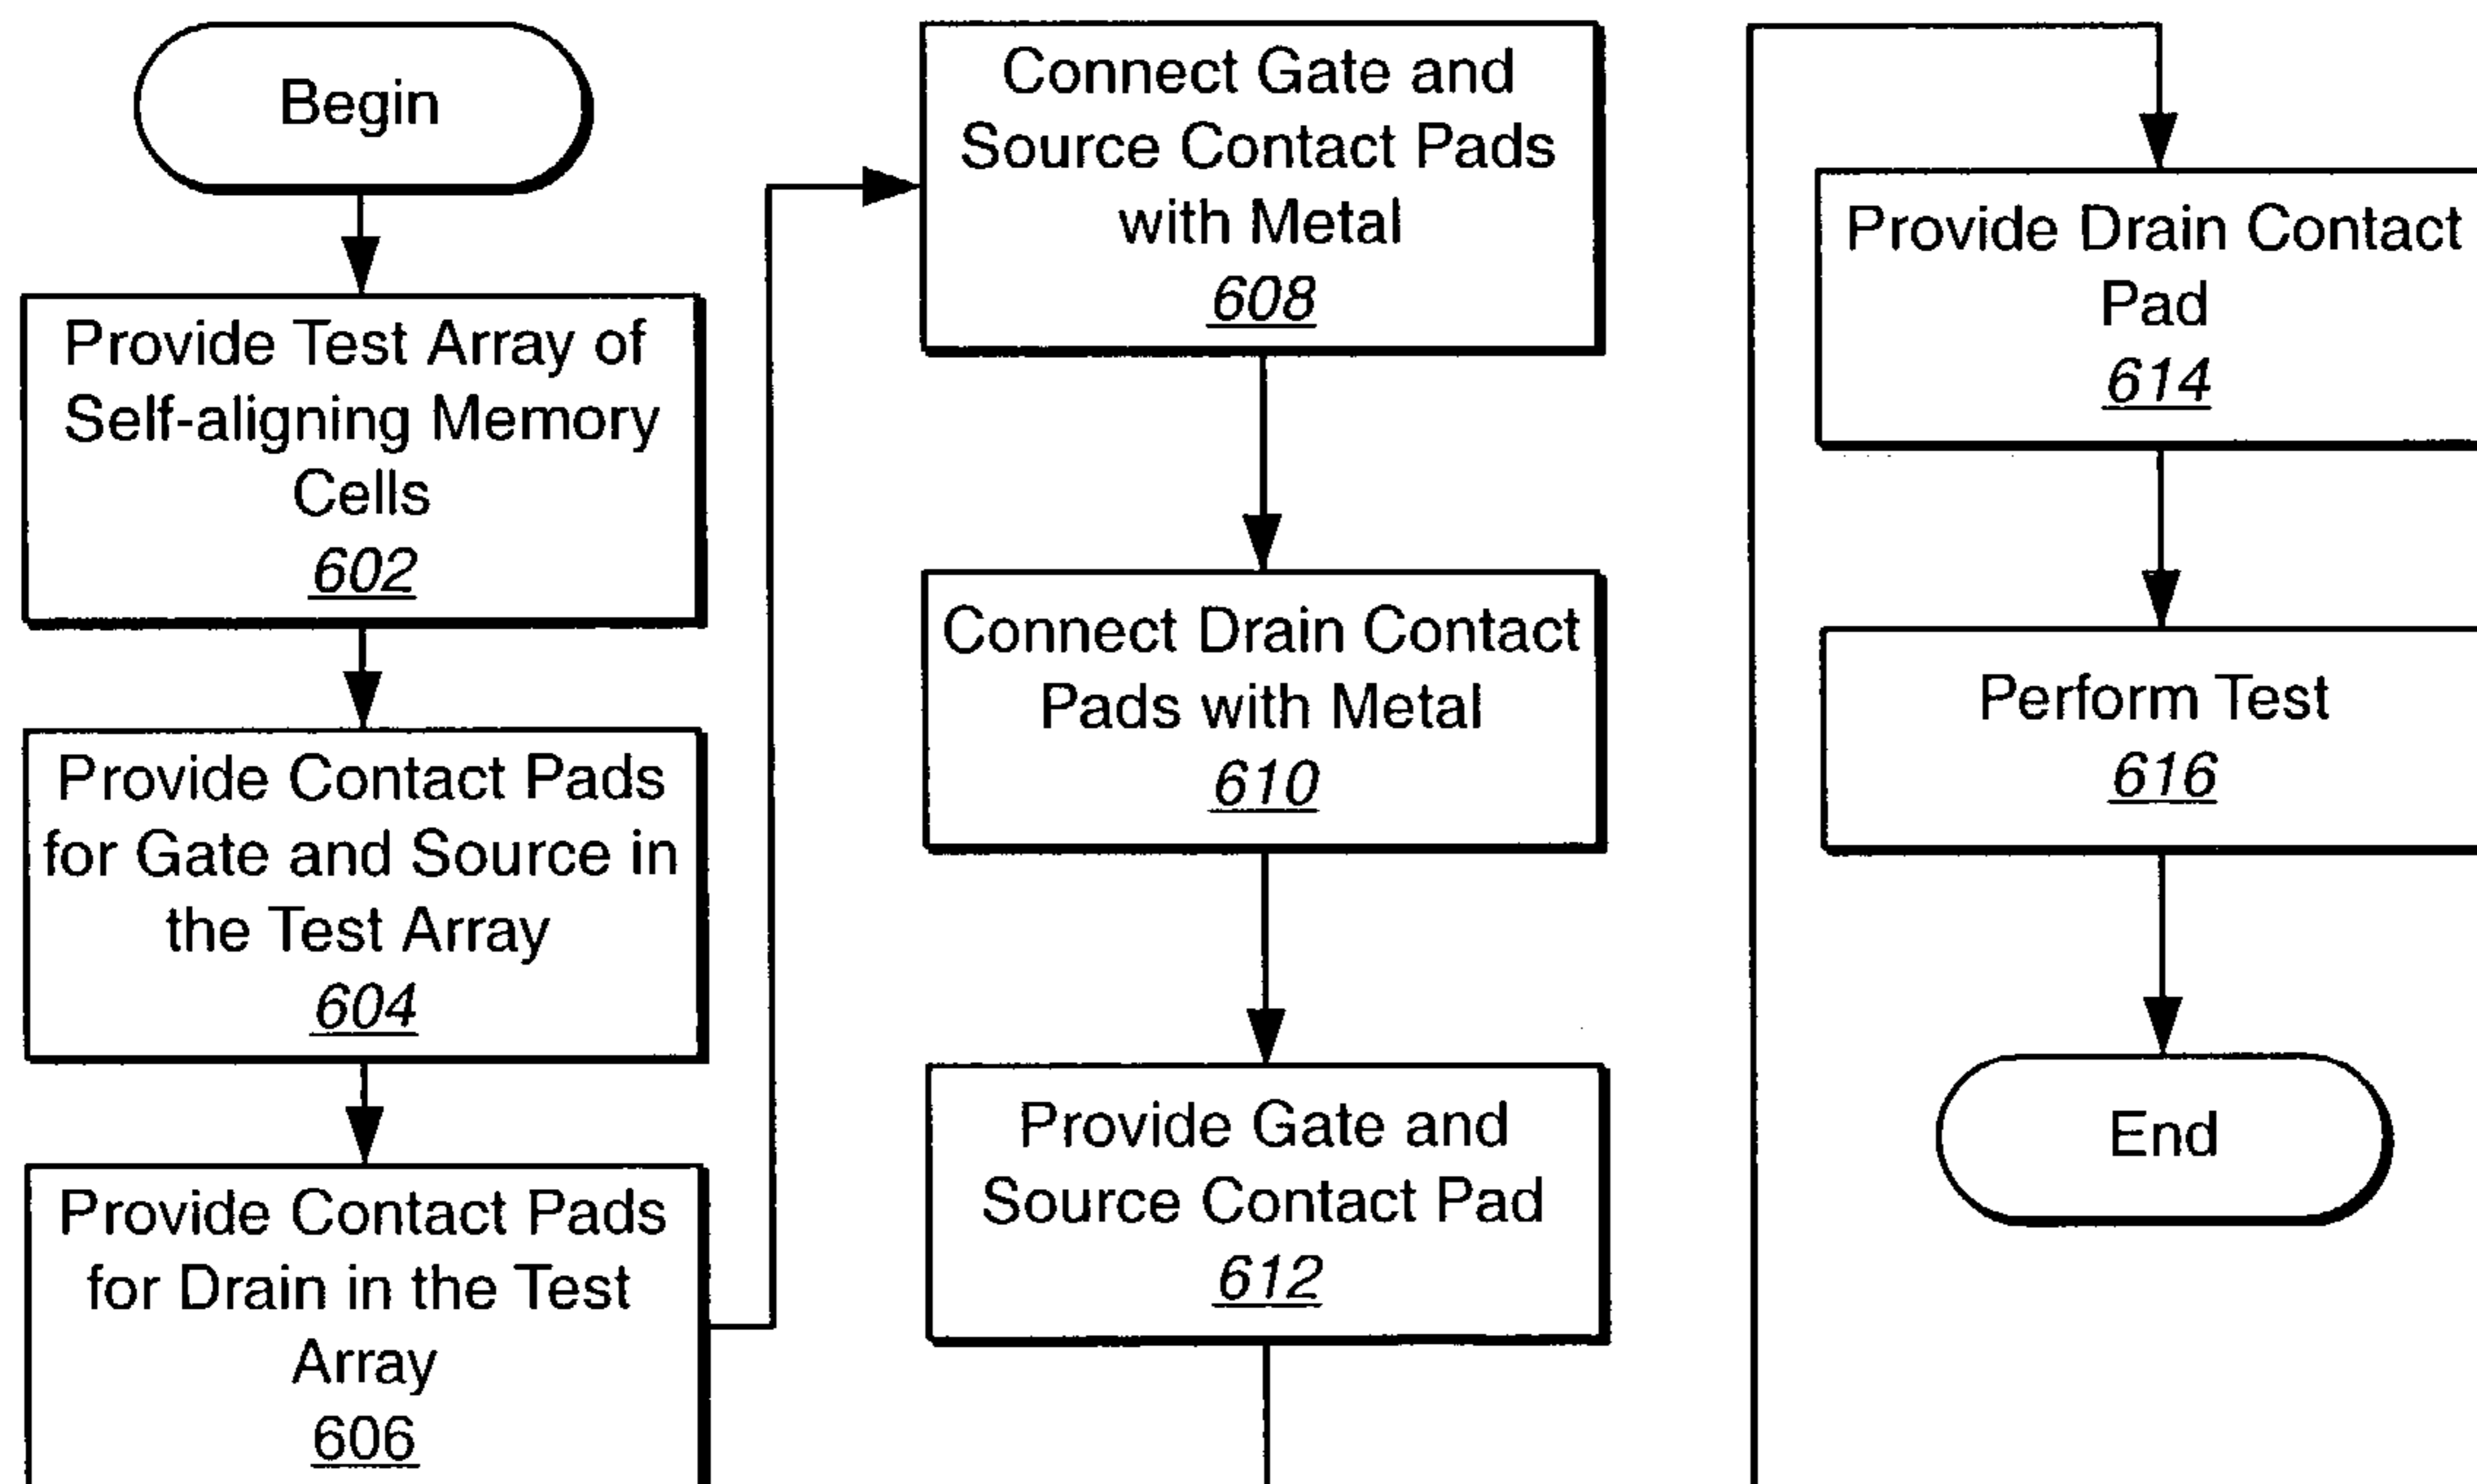 Begin
Provide Test Array of
Self-aligning Memory
Cells
602
Provide Contact Pads
for Gate and Source in
the Test Array
604
Provide Contact Pads
for Drain in the Test
Array
606
Connect Gate and
Source Contact Pads
with Metal
608
Connect Drain Contact
Pads with Metal
610
Provide Gate and
Source Contact Pad
612
Provide Drain Contact
Pad
614
Perform Test
616
End